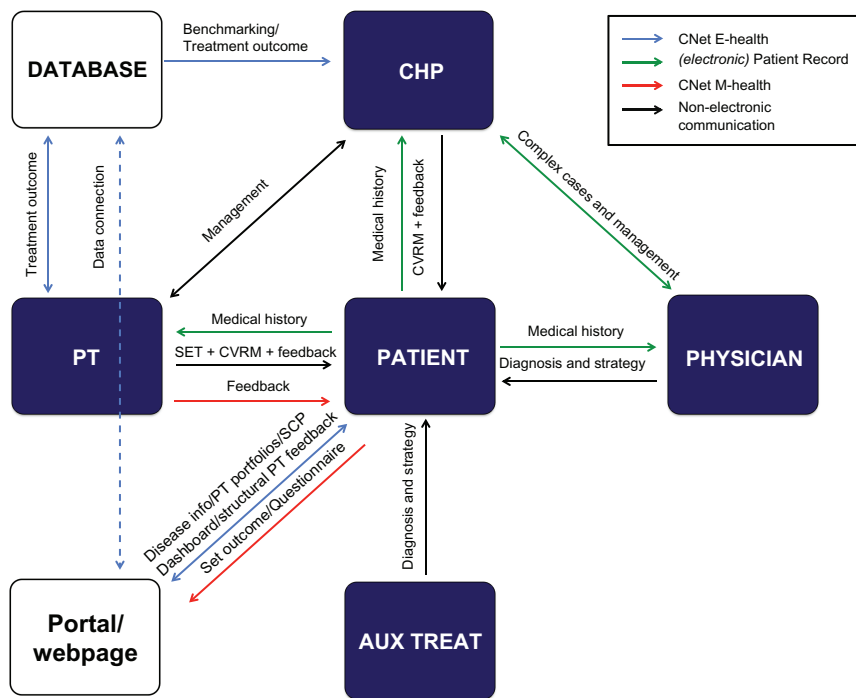 Benchmarking/
Treatment outcome
DATABASE
CHP
CNet E-health
(electronic) Patient Record
CNet M-health
Non-electronic
communication
Treatment outcome
Data connection
Management
Medical history
CVRM + feedback
Complex cases and management
PT
Medical history
SET + CVRM + feedback
Feedback
PATIENT
Medical history
Diagnosis and strategy
PHYSICIAN
Disease info/PT portfolios/SCP
Dashboard/structural PT feedback
Set outcome/Questionnaire
Diagnosis and strategy
Portal/
webpage
AUX TREAT